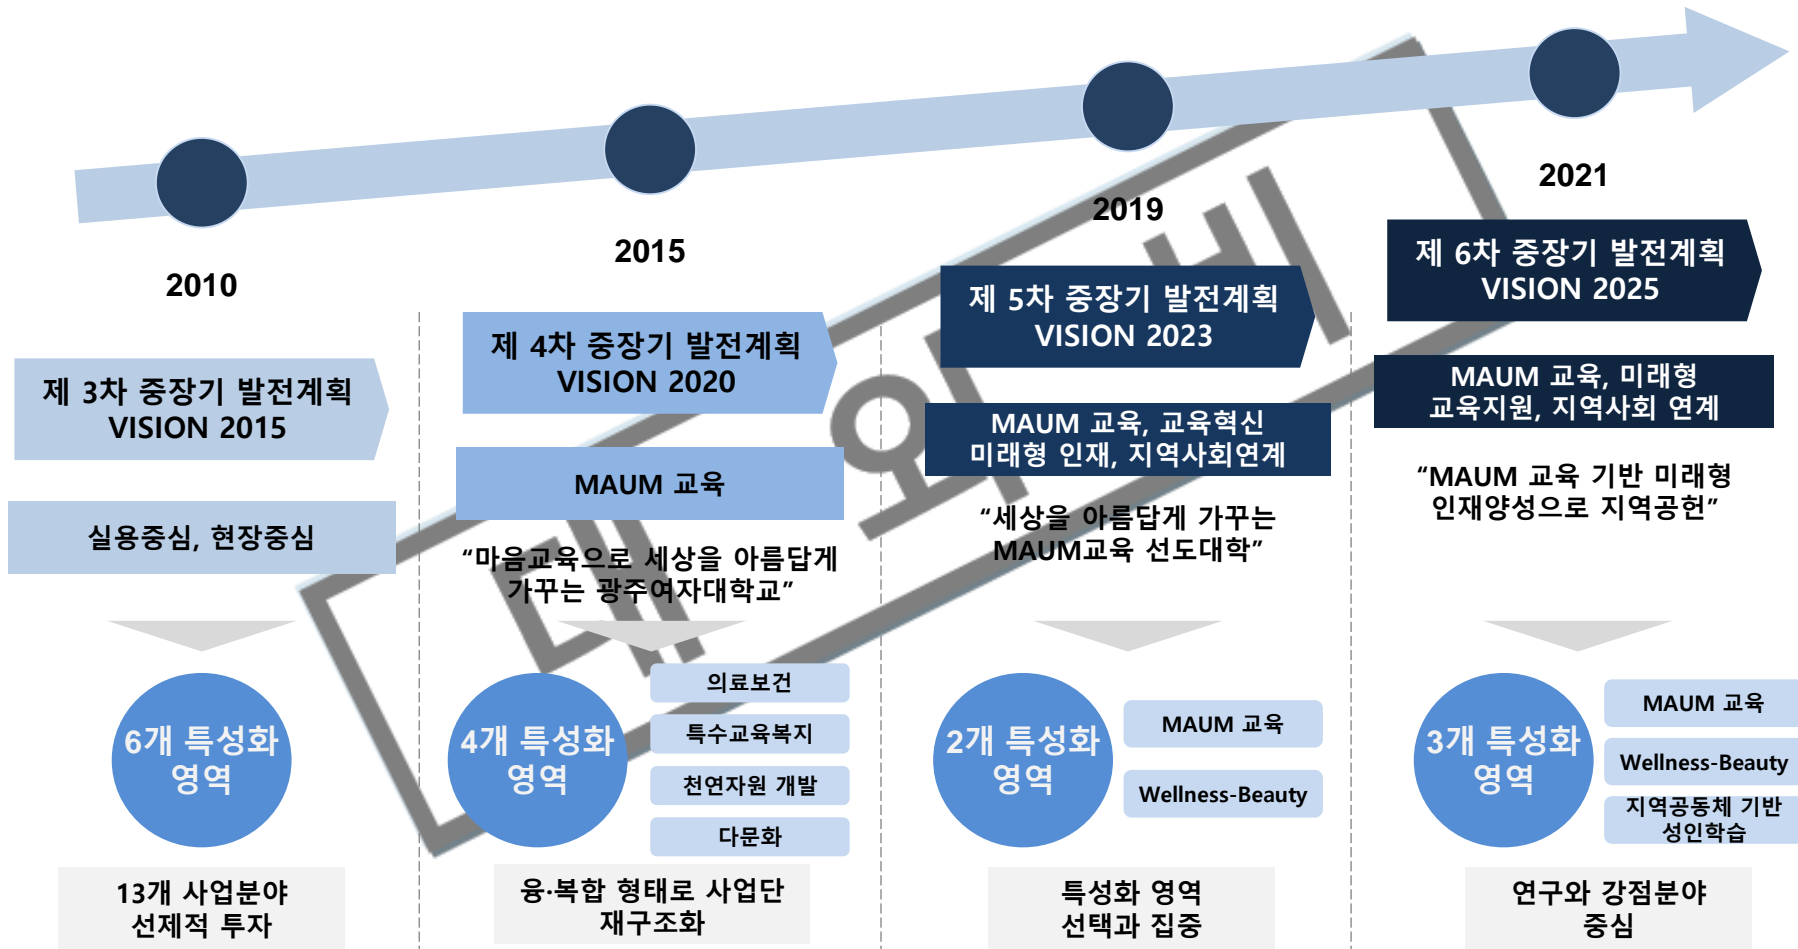 2010
2015
2019
2021
제 3차 중장기 발전계획
VISION 2015
실용중심, 현장중심
6개 특성화
영역
13개 사업분야
선제적 투자
제 4차 중장기 발전계획
VISION 2020
MAUM 교육
“마음교육으로 세상을 아름답게
가꾸는 광주여자대학교”
4개 특성화
영역
의료보건
특수교육복지
천연자원 개발
다문화
융·복합 형태로 사업단
재구조화
제 5차 중장기 발전계획
VISION 2023
MAUM 교육, 교육혁신
미래형 인재, 지역사회연계
“세상을 아름답게 가꾸는
MAUM교육 선도대학”
2개 특성화
영역
MAUM 교육
Wellness-Beauty
특성화 영역
선택과 집중
제 6차 중장기 발전계획
VISION 2025
MAUM 교육, 미래형
교육지원, 지역사회 연계
“MAUM 교육 기반 미래형
인재양성으로 지역공헌”
3개 특성화
영역
MAUM 교육
Wellness-Beauty
지역공동체 기반
성인학습
연구와 강점분야
중심
대외비